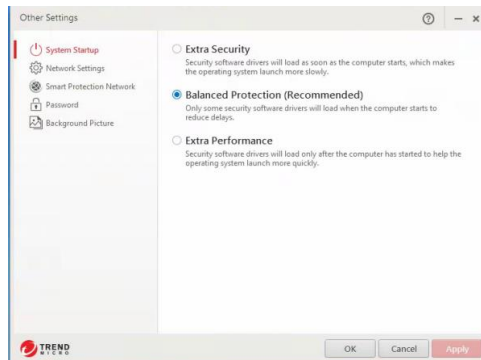 Other Settings
System Startup
Network Settings
Smart Protection Network
Password
Background Picture
Extra Security
Security software drivers will load as soon as the computer starts, which makes
the operating system launch more slowly.
Balanced Protection (Recommended)
Only some security software drivers will load when the computer starts to
reduce delays.
Extra Performance
Security software drivers will load only after the computer has started to help the
operating system launch more quickly.
TREND
MICRO
OK
Cancel
Apply